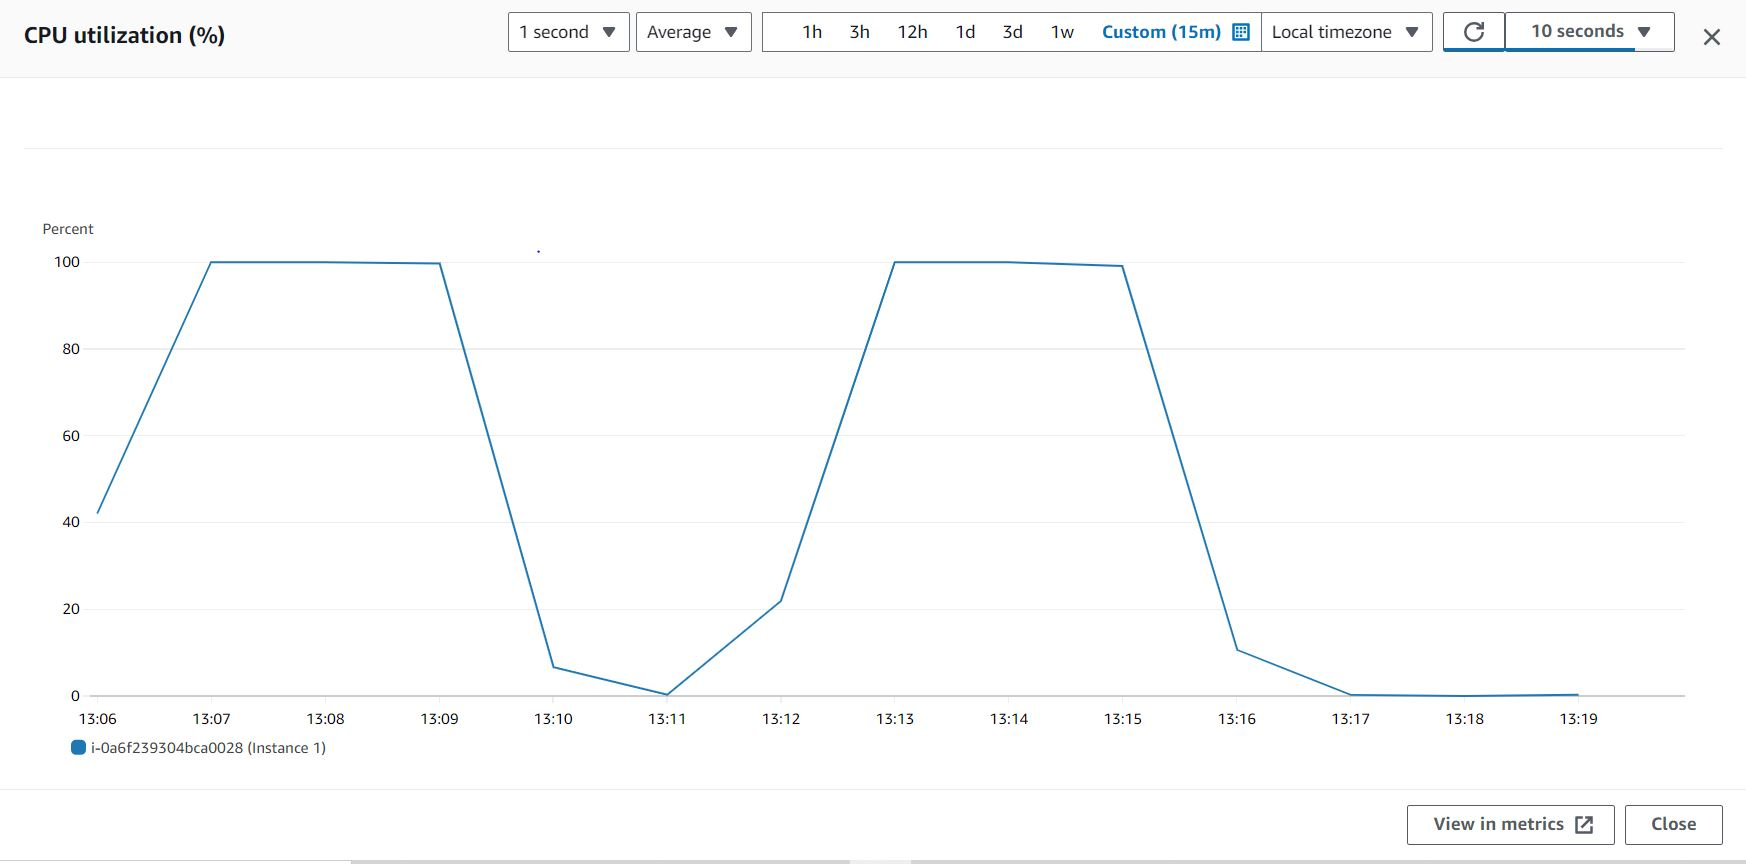 CPU utilization (%) 1 second Average 1h 3h 12h 1d 3d 1w Custom (15m) Local timezone 10 seconds
Percent
100
80
60
40
20
0
13:06 13:07 13:08 13:09 13:10 13:11 13:12 13:13 13:14 13:15 13:16 13:17 13:18 13:19
i-0a6f239304bca0028 (Instance 1)
View in metrics Close